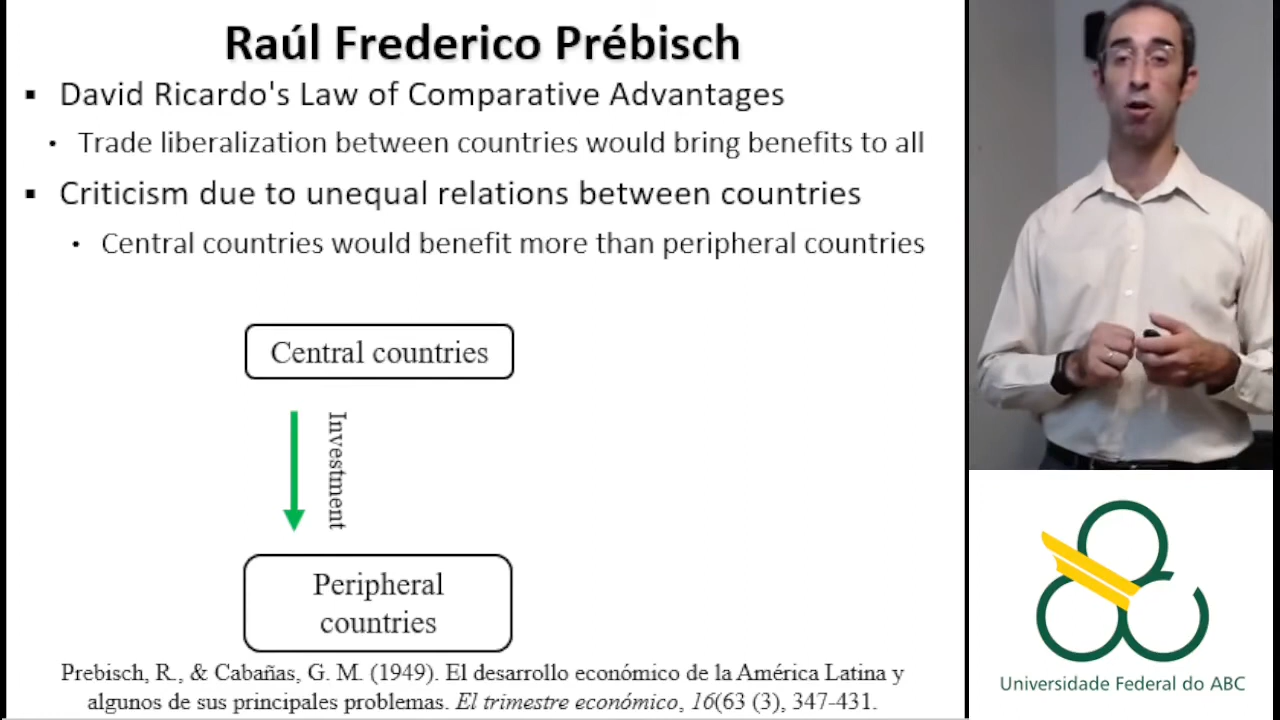 Raúl Frederico Prébisch
▪ David Ricardo's Law of Comparative Advantages
• Trade liberalization between countries would bring benefits to all
▪ Criticism due to unequal relations between countries
• Central countries would benefit more than peripheral countries
Central countries
Investment
Peripheral
countries
Prebisch, R., & Cabañas, G. M. (1949). El desarrollo económico de la América Latina y
algunos de sus principales problemas. El trimestre económico, 16(63 (3), 347-431.
Universidade Federal do ABC